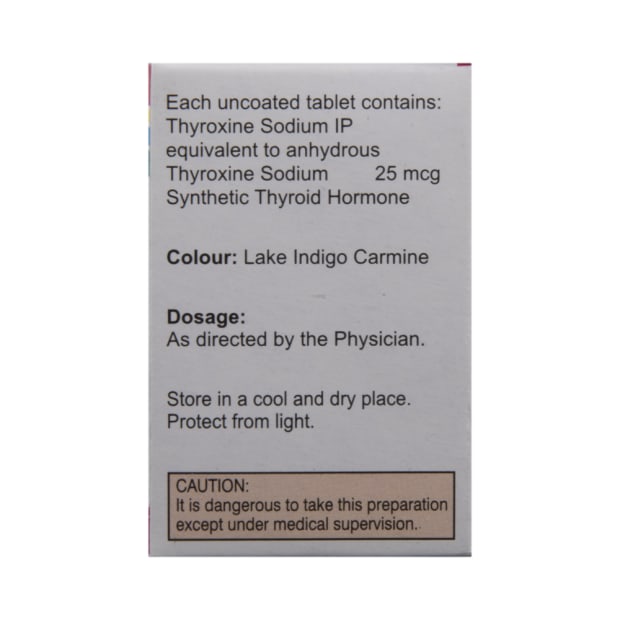 Each uncoated tablet contains:
Thyroxine Sodium IP
equivalent to anhydrous
Thyroxine Sodium 25 mcg
Synthetic Thyroid Hormone
Colour: Lake Indigo Carmine
Dosage:
As directed by the Physician.
Store in a cool and dry place.
Protect from light.
CAUTION:
It is dangerous to take this preparation
except under medical supervision..